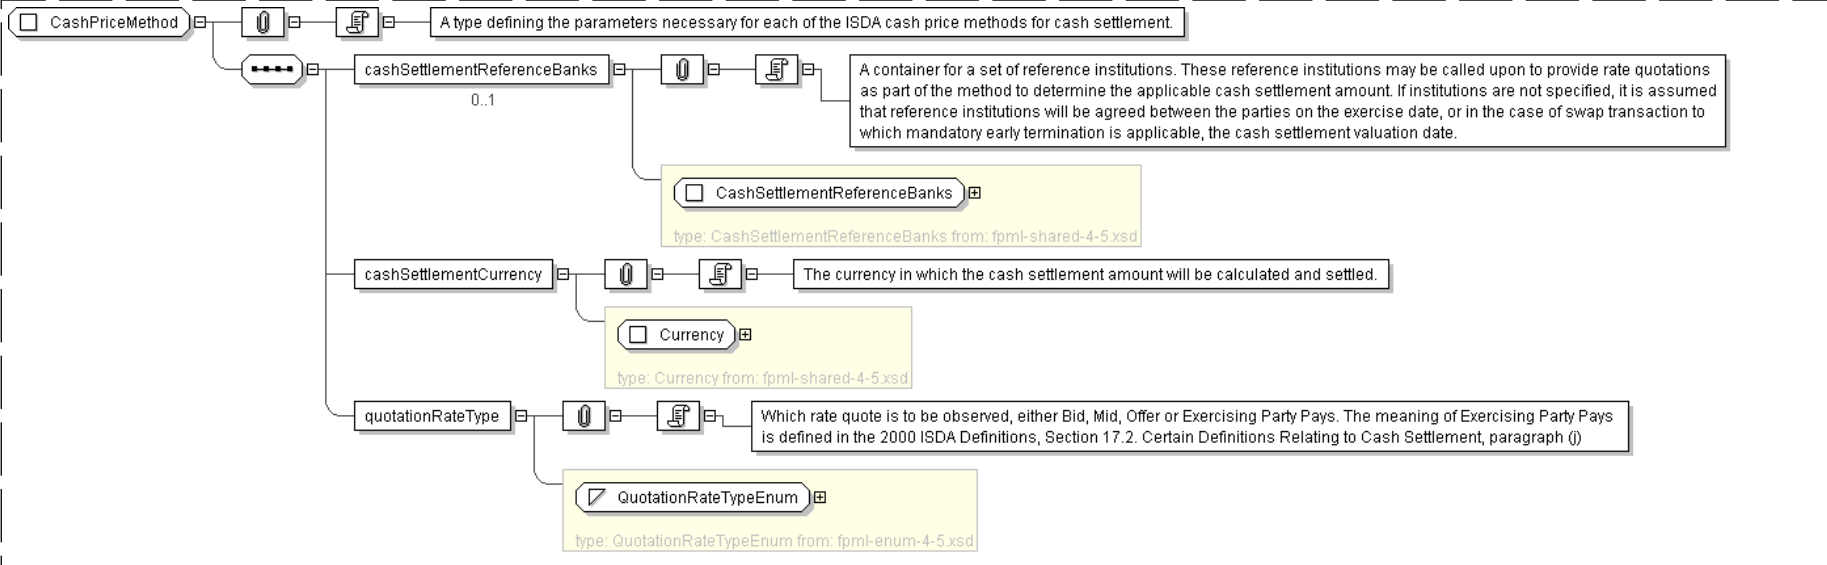 CashPriceMethod
A type defining the parameters necessary for each of the ISDA cash price methods for cash settlement.
cashSettlementReferenceBanks
0..1
A container for a set of reference institutions. These reference institutions may be called upon to provide rate quotations
as part of the method to determine the applicable cash settlement amount. If institutions are not specified, it is assumed
that reference institutions will be agreed between the parties on the exercise date, or in the case of swap transaction to
which mandatory early termination is applicable, the cash settlement valuation date.
CashSettlementReferenceBanks
type: CashSettlementReferenceBanks from: fpml-shared-4-5.xsd
cashSettlementCurrency
The currency in which the cash settlement amount will be calculated and settled.
Currency
type: Currency from: fpml-shared-4-5.xsd
quotationRateType
Which rate quote is to be observed, either Bid, Mid, Offer or Exercising Party Pays. The meaning of Exercising Party Pays
is defined in the 2000 ISDA Definitions, Section 17.2. Certain Definitions Relating to Cash Settlement, paragraph (j)
QuotationRateTypeEnum
type: QuotationRateTypeEnum from: fpml-enum-4-5.xsd